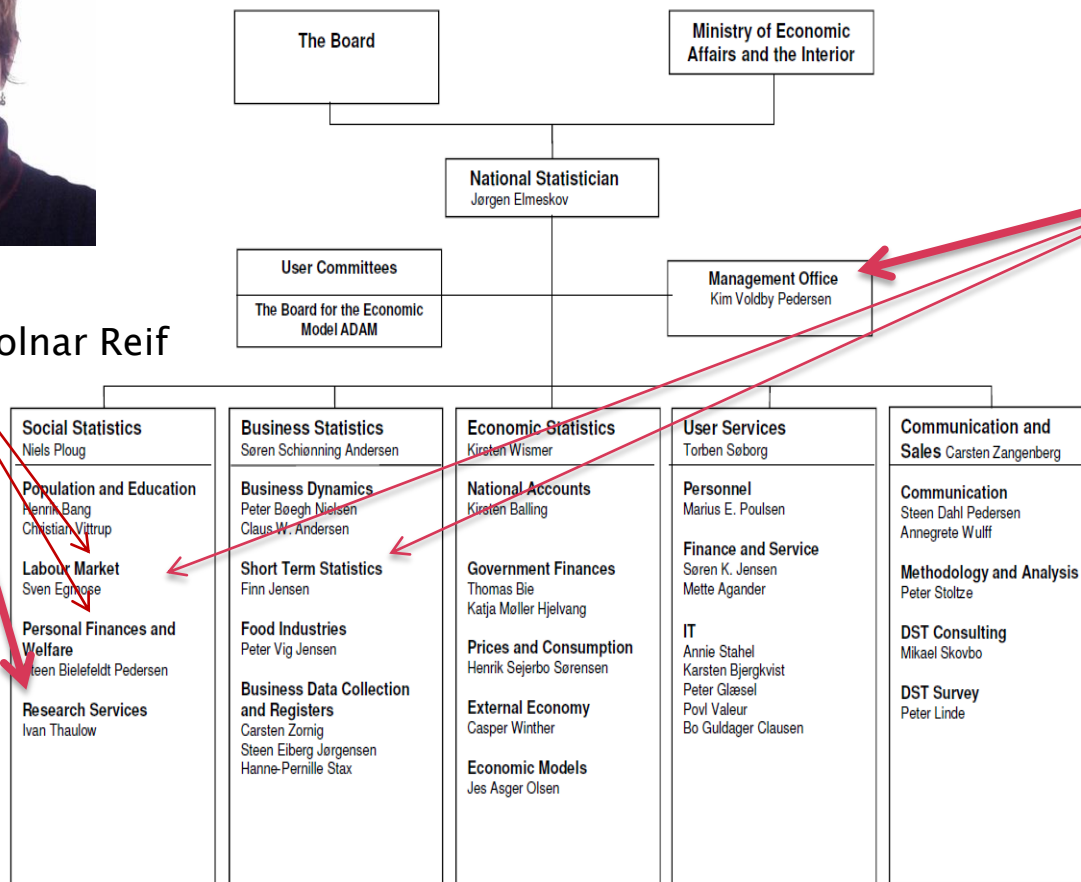 The Board
Ministry of Economic
Affairs and the Interior
National Statistician
Jørgen Elmeskov
User Committees
The Board for the Economic
Model ADAM
Management Office
Kim Voldby Pedersen
olnar Reif
Social Statistics
Niels Ploug
Population and Education
Henrik Bang
Christian Vittrup
Labour Market
Sven Egmose
Personal Finances and
Welfare
Steen Bielefeldt Pedersen
Research Services
Ivan Thaulow
Business Statistics
Søren Schiønning Andersen
Business Dynamics
Peter Bøegh Nielsen
Claus W. Andersen
Short Term Statistics
Finn Jensen
Food Industries
Peter Vig Jensen
Business Data Collection
and Registers
Carsten Zornig
Steen Eiberg Jørgensen
Hanne-Pernille Stax
Economic Statistics
Kirsten Wismer
National Accounts
Kirsten Balling
Government Finances
Thomas Bie
Katja Møller Hjelvang
Prices and Consumption
Henrik Sejerbo Sørensen
External Economy
Casper Winther
Economic Models
Jes Asger Olsen
User Services
Torben Søborg
Personnel
Marius E. Poulsen
Finance and Service
Søren K. Jensen
Mette Agander
IT
Annie Stahel
Karsten Bjergkvist
Peter Glæsel
Povl Valeur
Bo Guldager Clausen
Communication and
Sales Carsten Zangenberg
Communication
Steen Dahl Pedersen
Annegrete Wulff
Methodology and Analysis
Peter Stoltze
DST Consulting
Mikael Skovbo
DST Survey
Peter Linde